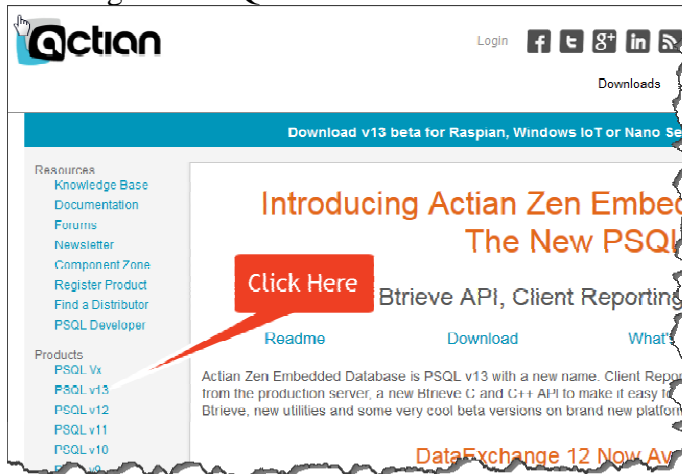 actian
Login
Downloads
Download v13 beta for Raspian, Windows IoT or Nano Se
Resources
Knowledge Base
Documentation
Forums
Newsletter
Component Zone
Register Product
Find a Distributor
PSQL Developer
Products
PSQL Vx
PSQL v13
PSQL v12
PSQL v11
PSQL v10
PSQL v9
Introducing Actian Zen Embed
The New PSQL
Click Here
Btrieve API, Client Reporting
Readme
Download
What's
Actian Zen Embedded Database is PSQL v13 with a new name. Client Repor
from the production server, a new Btrieve C and C++ API to make it easy to
Btrieve, new utilities and some very cool beta versions on brand new platfor
DataExchange 12 Now Av